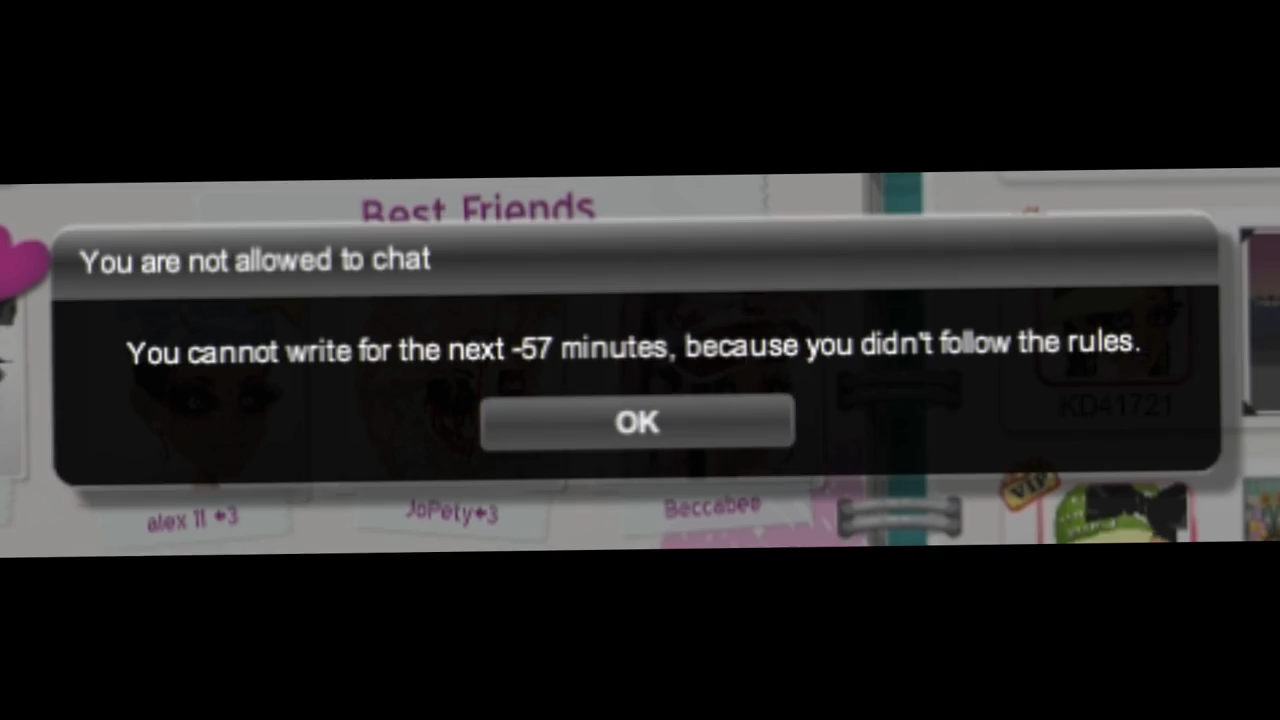 Best Friends
You are not allowed to chat
You cannot write for the next -57 minutes, because you didn't follow the rules.
KD41721
OK
VIP
alex 11 +3
JoPety+3
Beccabee